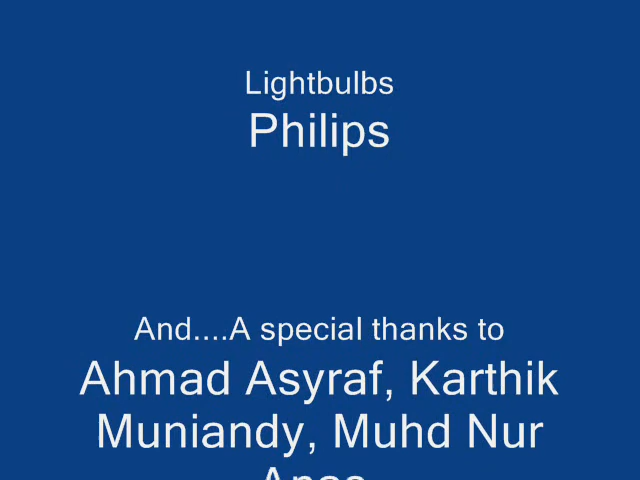 Lightbulbs
Philips
And....A special thanks to
Ahmad Asyraf, Karthik
Muniandy, Muhd Nur